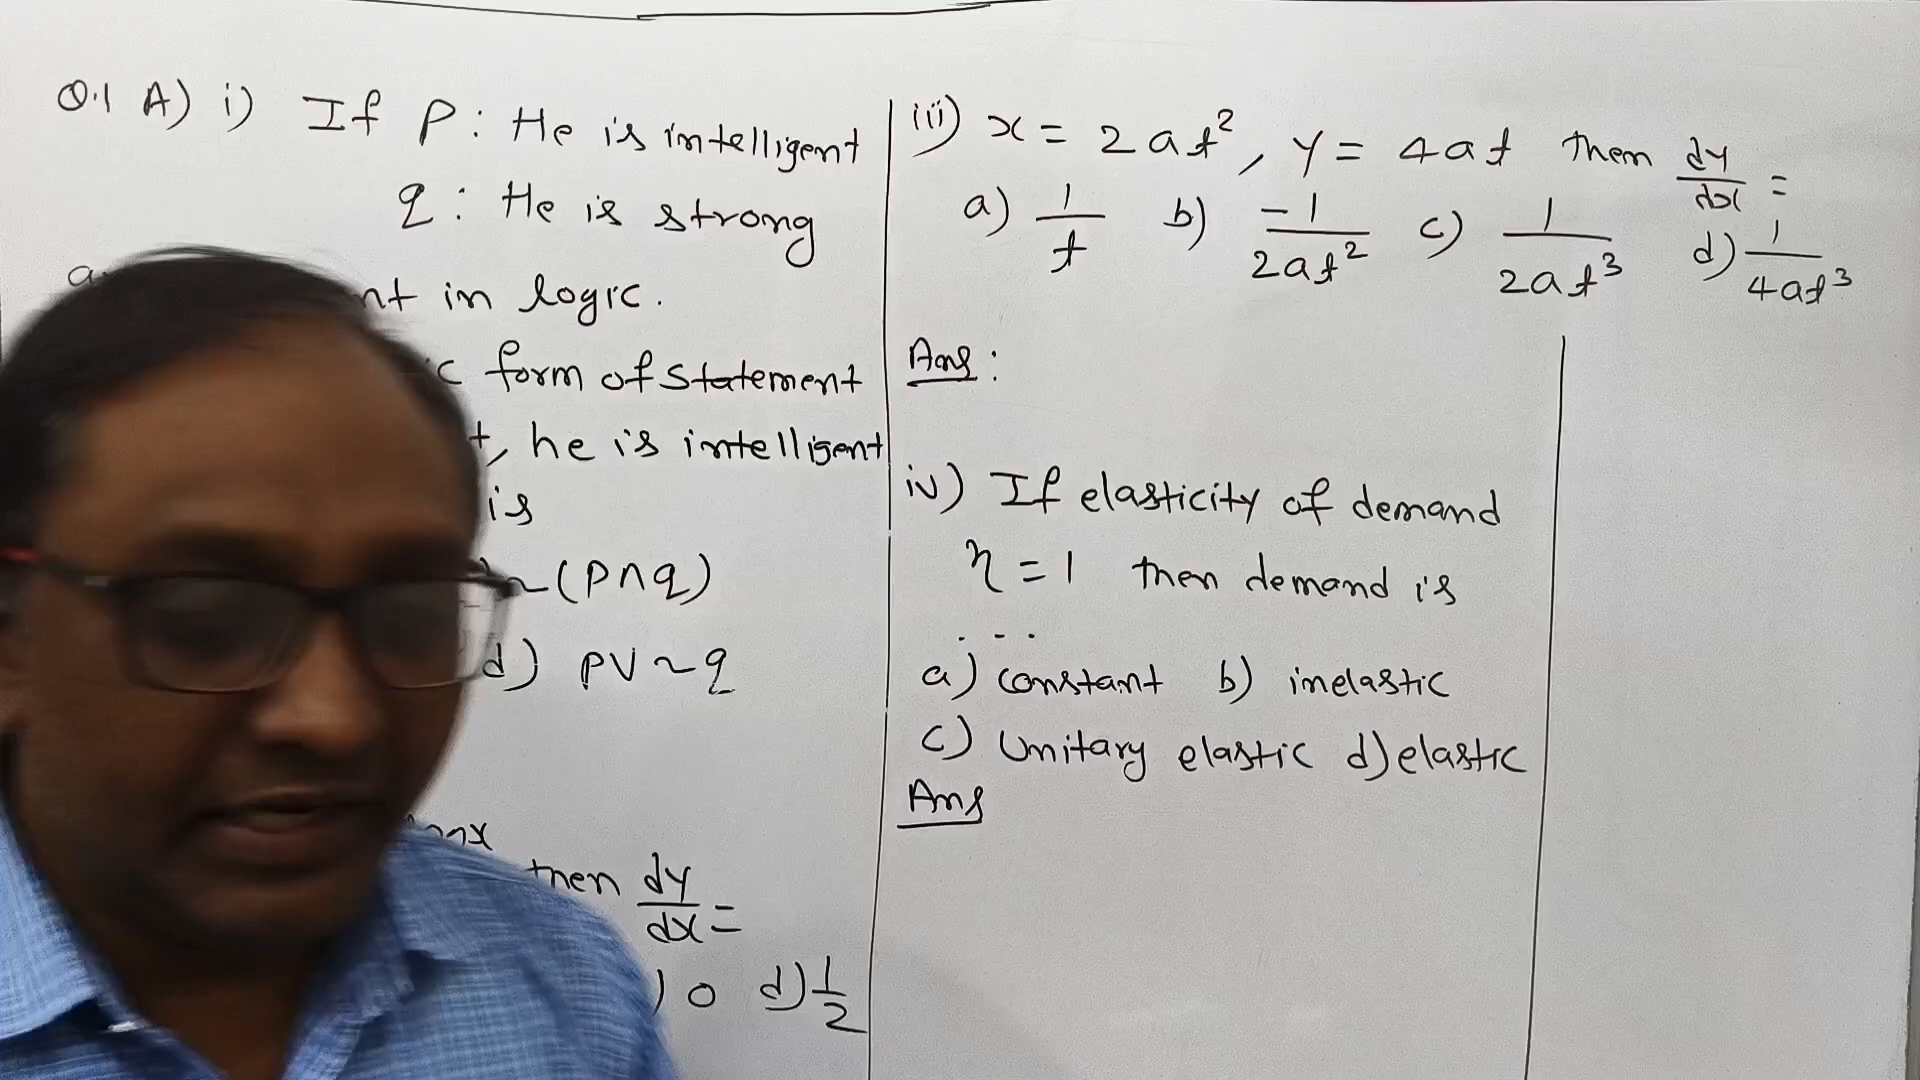 Q.1 A) i) If P : He is intelligent
q : He is strong
in logic.
form of statement
, he is intelligent
is
~(p∩q)
d) p∨~q
then dy/dx =
) 0 d) 1/2
iii) x = 2at², y = 4at then dy/dx =
a) 1/t b) -1/2at² c) 1/2at³ d) 1/4at³
Ans :
iv) If elasticity of demand
η = 1 then demand is
...
a) constant b) inelastic
c) Unitary elastic d) elastic
Ans